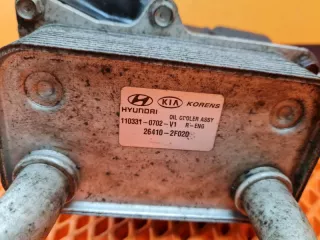 HYUNDAI KIA KORENS
OIL COOLER ASSY
110331-0702-V1 R-ENG
26410-2F020